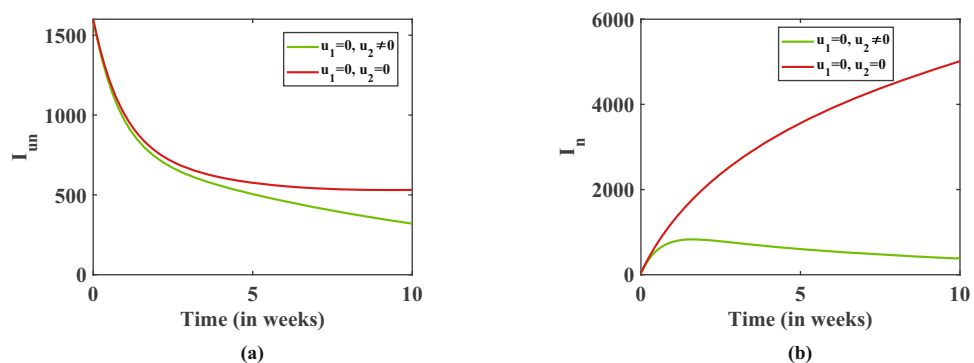 1500
1000
500
0
I_un
u_1=0, u_2≠0
u_1=0, u_2=0
0 5 10
Time (in weeks)
(a)
6000
4000
2000
0
I_n
u_1=0, u_2≠0
u_1=0, u_2=0
0 5 10
Time (in weeks)
(b)